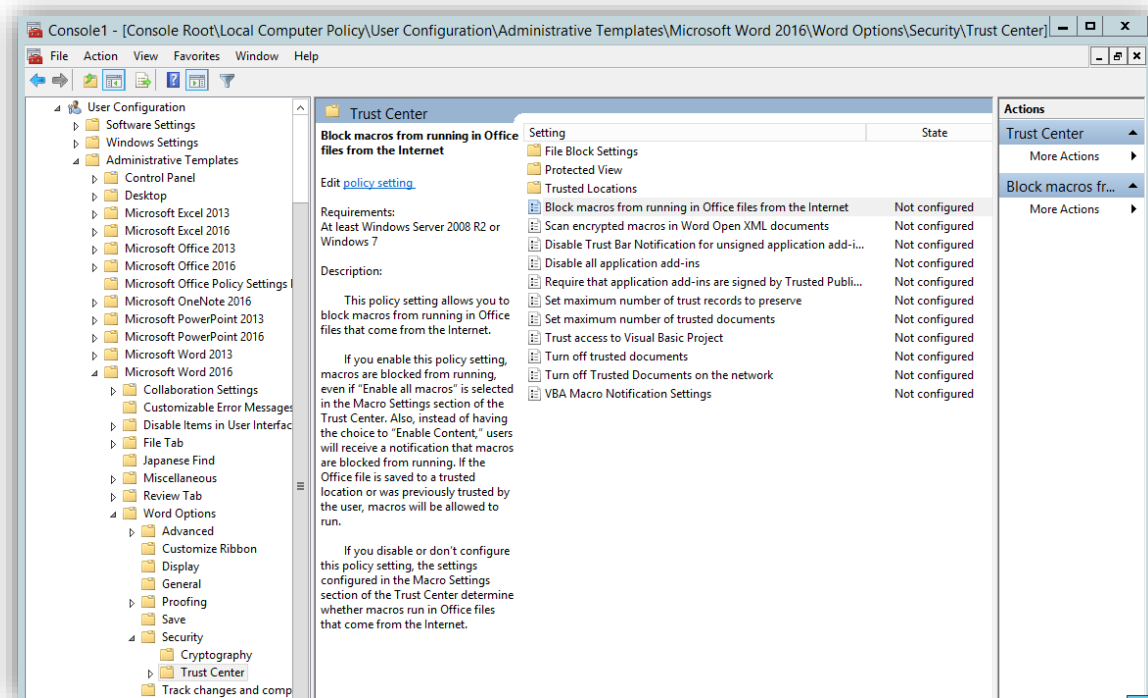 Console1 - [Console Root\Local Computer Policy\User Configuration\Administrative Templates\Microsoft Word 2016\Word Options\Security\Trust Center]
File Action View Favorites Window Help
User Configuration
Software Settings
Windows Settings
Administrative Templates
Control Panel
Desktop
Microsoft Excel 2013
Microsoft Excel 2016
Microsoft Office 2013
Microsoft Office 2016
Microsoft Office Policy Settings
Microsoft OneNote 2016
Microsoft PowerPoint 2013
Microsoft PowerPoint 2016
Microsoft Word 2013
Microsoft Word 2016
Collaboration Settings
Customizable Error Messages
Disable Items in User Interfac
File Tab
Japanese Find
Miscellaneous
Review Tab
Word Options
Advanced
Customize Ribbon
Display
General
Proofing
Save
Security
Cryptography
Trust Center
Track changes and comp
Trust Center
Block macros from running in Office
files from the Internet
Edit policy setting
Requirements:
At least Windows Server 2008 R2 or
Windows 7
Description:
This policy setting allows you to
block macros from running in Office
files that come from the Internet.
If you enable this policy setting,
macros are blocked from running,
even if “Enable all macros” is selected
in the Macro Settings section of the
Trust Center. Also, instead of having
the choice to “Enable Content,” users
will receive a notification that macros
are blocked from running. If the
Office file is saved to a trusted
location or was previously trusted by
the user, macros will be allowed to
run.
If you disable or don’t configure
this policy setting, the settings
configured in the Macro Settings
section of the Trust Center determine
whether macros run in Office files
that come from the Internet.
Setting State
File Block Settings
Protected View
Trusted Locations
Block macros from running in Office files from the Internet Not configured
Scan encrypted macros in Word Open XML documents Not configured
Disable Trust Bar Notification for unsigned application add-i... Not configured
Disable all application add-ins Not configured
Require that application add-ins are signed by Trusted Publi... Not configured
Set maximum number of trust records to preserve Not configured
Set maximum number of trusted documents Not configured
Trust access to Visual Basic Project Not configured
Turn off trusted documents Not configured
Turn off Trusted Documents on the network Not configured
VBA Macro Notification Settings Not configured
Actions
Trust Center
More Actions
Block macros fr...
More Actions